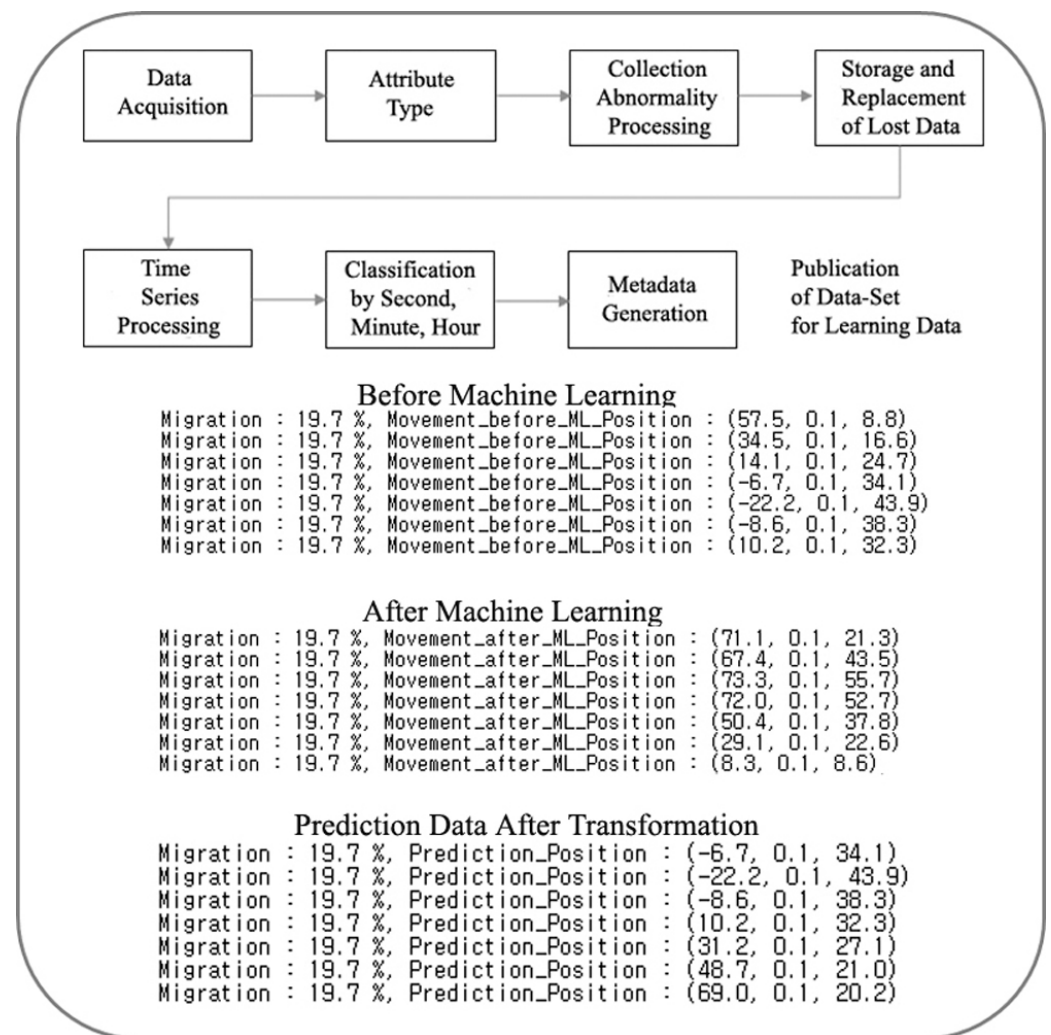 Data
Acquisition
Attribute
Type
Collection
Abnormality
Processing
Storage and
Replacement
of Lost Data
Time
Series
Processing
Classification
by Second,
Minute, Hour
Metadata
Generation
Publication
of Data-Set
for Learning Data
Before Machine Learning
Migration : 19.7 %, Movement_before_ML_Position : (57.5, 0.1, 8.8)
Migration : 19.7 %, Movement_before_ML_Position : (34.5, 0.1, 16.6)
Migration : 19.7 %, Movement_before_ML_Position : (14.1, 0.1, 24.7)
Migration : 19.7 %, Movement_before_ML_Position : (-6.7, 0.1, 34.1)
Migration : 19.7 %, Movement_before_ML_Position : (-22.2, 0.1, 43.9)
Migration : 19.7 %, Movement_before_ML_Position : (-8.6, 0.1, 38.3)
Migration : 19.7 %, Movement_before_ML_Position : (10.2, 0.1, 32.3)
After Machine Learning
Migration : 19.7 %, Movement_after_ML_Position : (71.1, 0.1, 21.3)
Migration : 19.7 %, Movement_after_ML_Position : (67.4, 0.1, 43.5)
Migration : 19.7 %, Movement_after_ML_Position : (73.3, 0.1, 55.7)
Migration : 19.7 %, Movement_after_ML_Position : (72.0, 0.1, 52.7)
Migration : 19.7 %, Movement_after_ML_Position : (50.4, 0.1, 37.8)
Migration : 19.7 %, Movement_after_ML_Position : (29.1, 0.1, 22.6)
Migration : 19.7 %, Movement_after_ML_Position : (8.3, 0.1, 8.6)
Prediction Data After Transformation
Migration : 19.7 %, Prediction_Position : (-6.7, 0.1, 34.1)
Migration : 19.7 %, Prediction_Position : (-22.2, 0.1, 43.9)
Migration : 19.7 %, Prediction_Position : (-8.6, 0.1, 38.3)
Migration : 19.7 %, Prediction_Position : (10.2, 0.1, 32.3)
Migration : 19.7 %, Prediction_Position : (31.2, 0.1, 27.1)
Migration : 19.7 %, Prediction_Position : (48.7, 0.1, 21.0)
Migration : 19.7 %, Prediction_Position : (69.0, 0.1, 20.2)